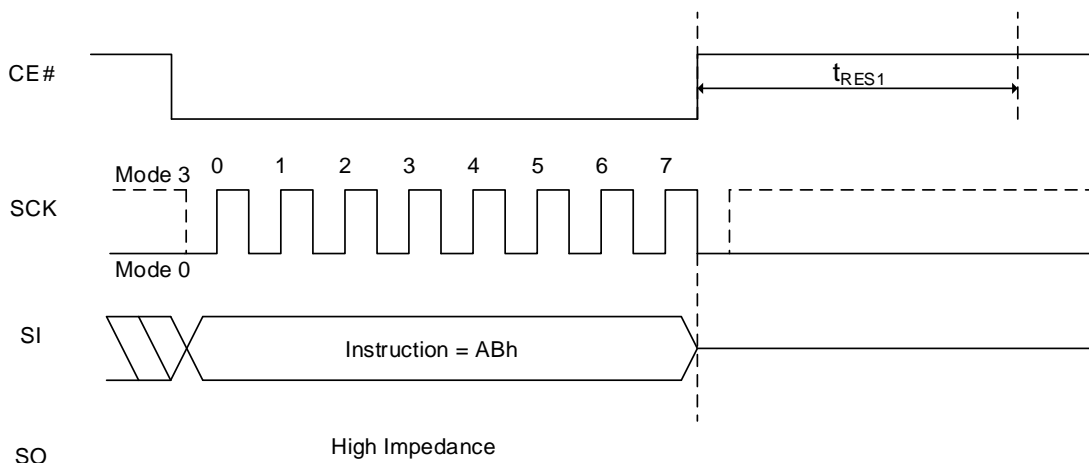 CE#
tRES1
0 1 2 3 4 5 6 7
Mode 3
SCK
Mode 0
SI
Instruction = ABh
High Impedance
SO